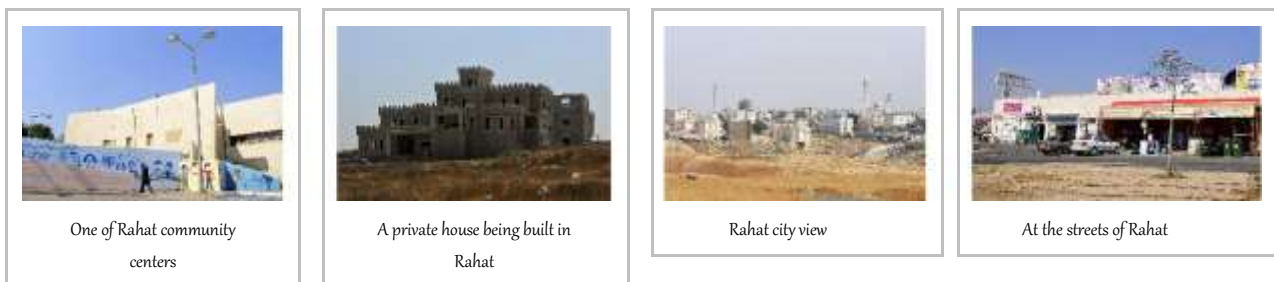 One of Rahat community
centers
A private house being built in
Rahat
Rahat city view
At the streets of Rahat